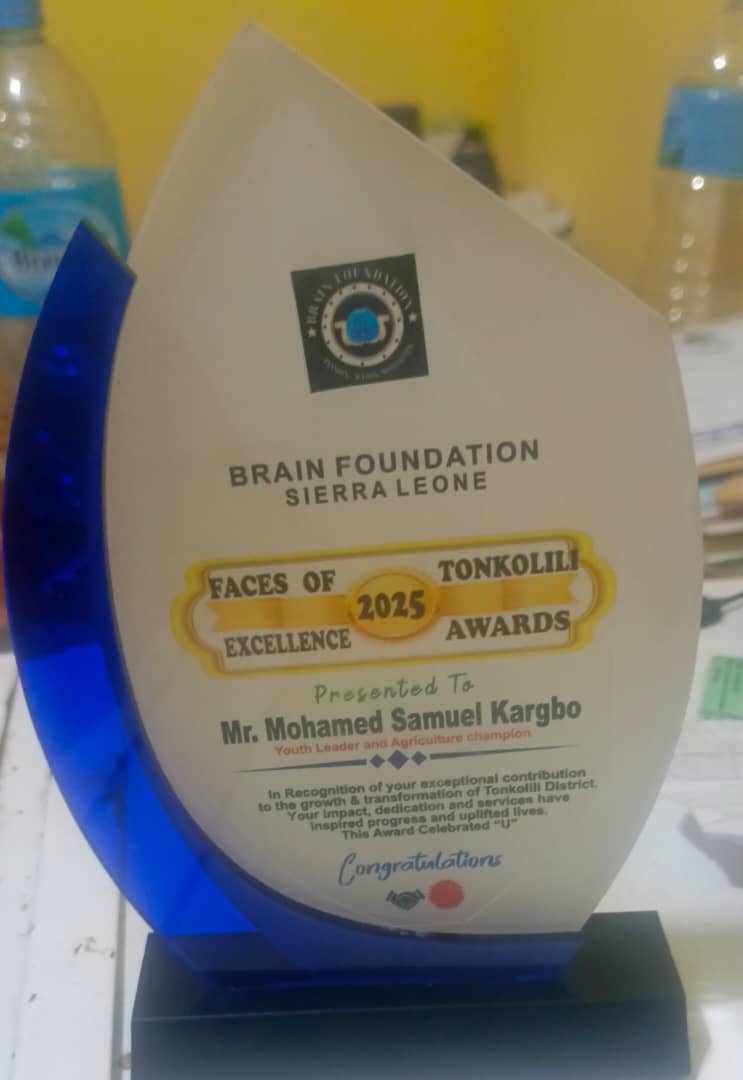 BRAIN FOUNDATION
BRAIN FOUNDATION
SIERRA LEONE
FACES OF TONKOLILI
2025
EXCELLENCE AWARDS
Presented To
Mr. Mohamed Samuel Kargbo
Youth Leader and Agriculture champion
In Recognition of your exceptional contribution
to the growth & transformation of Tonkolili District.
Your impact, dedication and services have
inspired progress and uplifted lives.
This Award Celebrated "U"
Congratulations